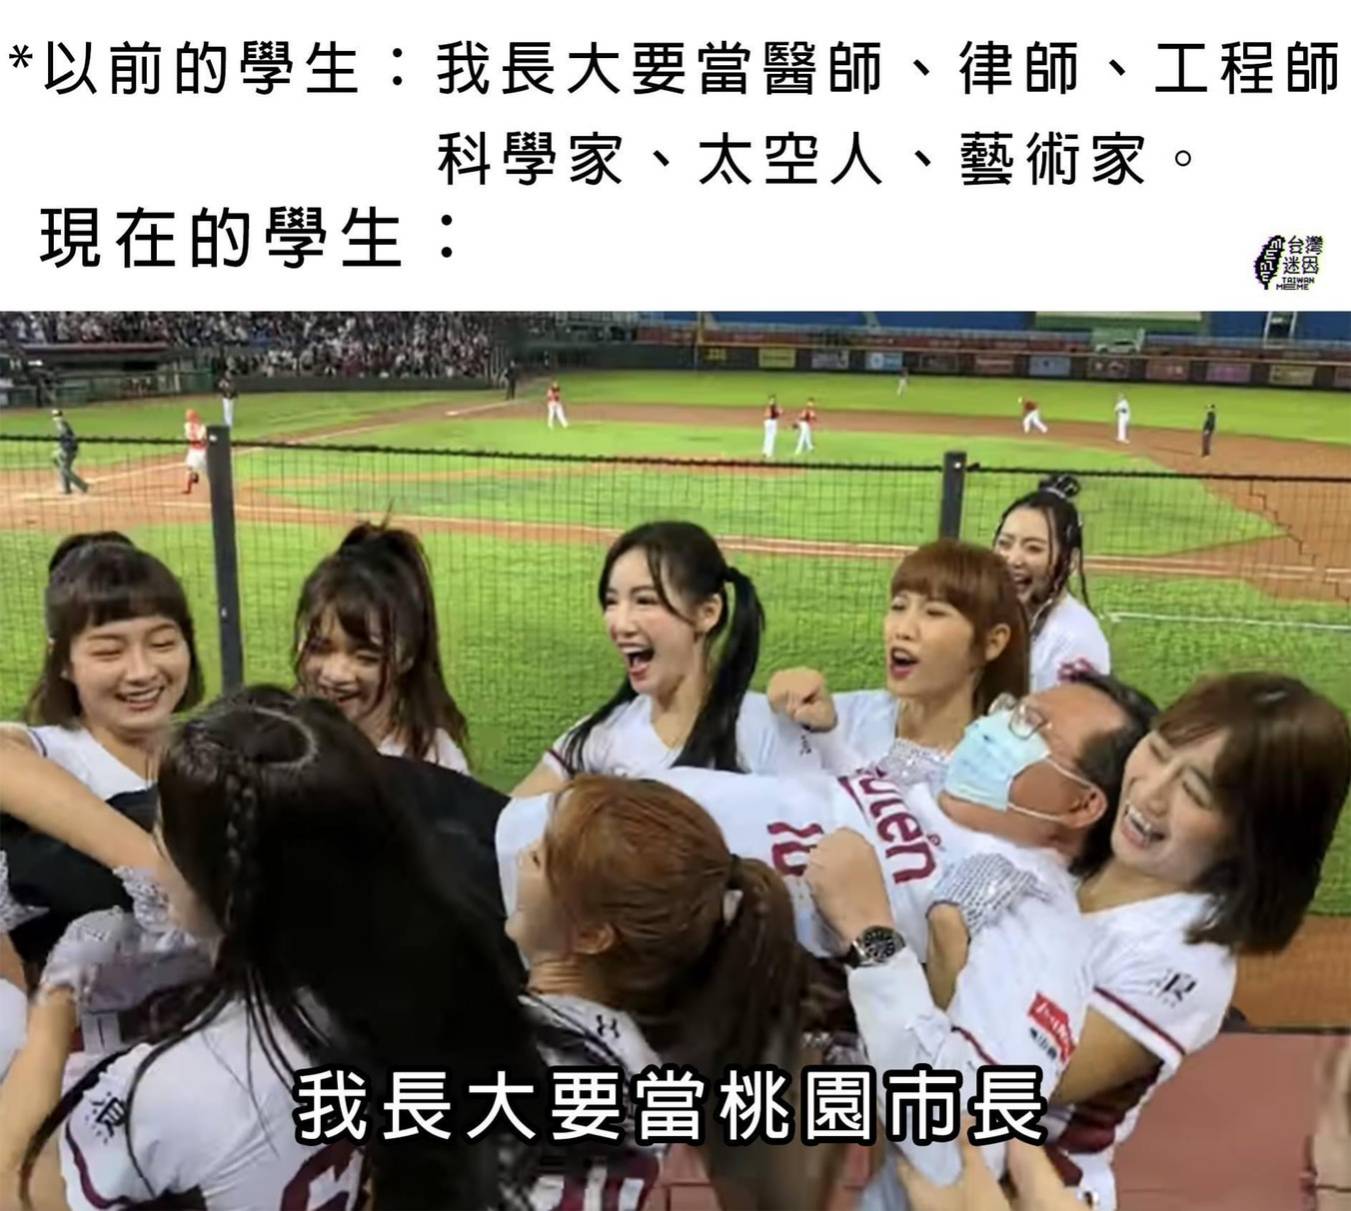 *以前的學生：我長大要當醫師、律師、工程師
科學家、太空人、藝術家。
現在的學生：
台灣
迷因
TAIWAN
MEME
我長大要當桃園市長